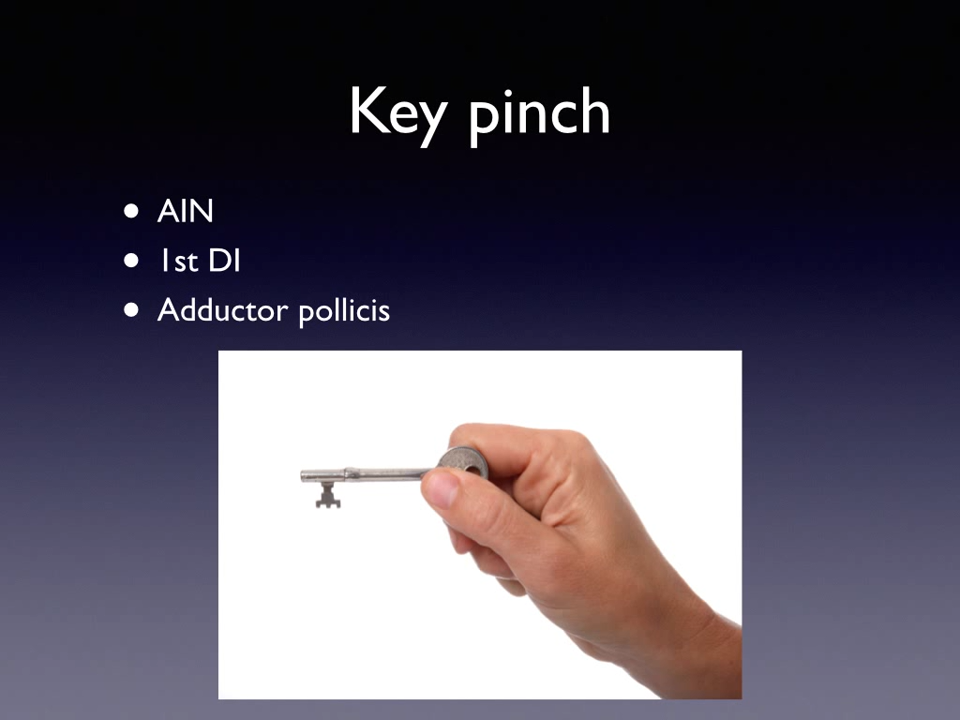 Key pinch
• AIN
• 1st DI
• Adductor pollicis